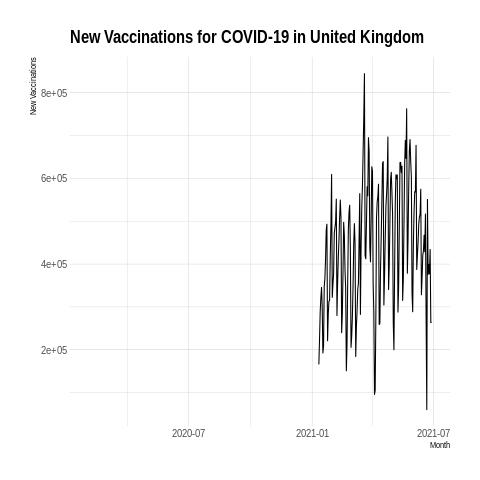 New Vaccinations for COVID-19 in United Kingdom
New Vaccinations
8e+05
6e+05
4e+05
2e+05
2020-07
2021-01
2021-07
Month